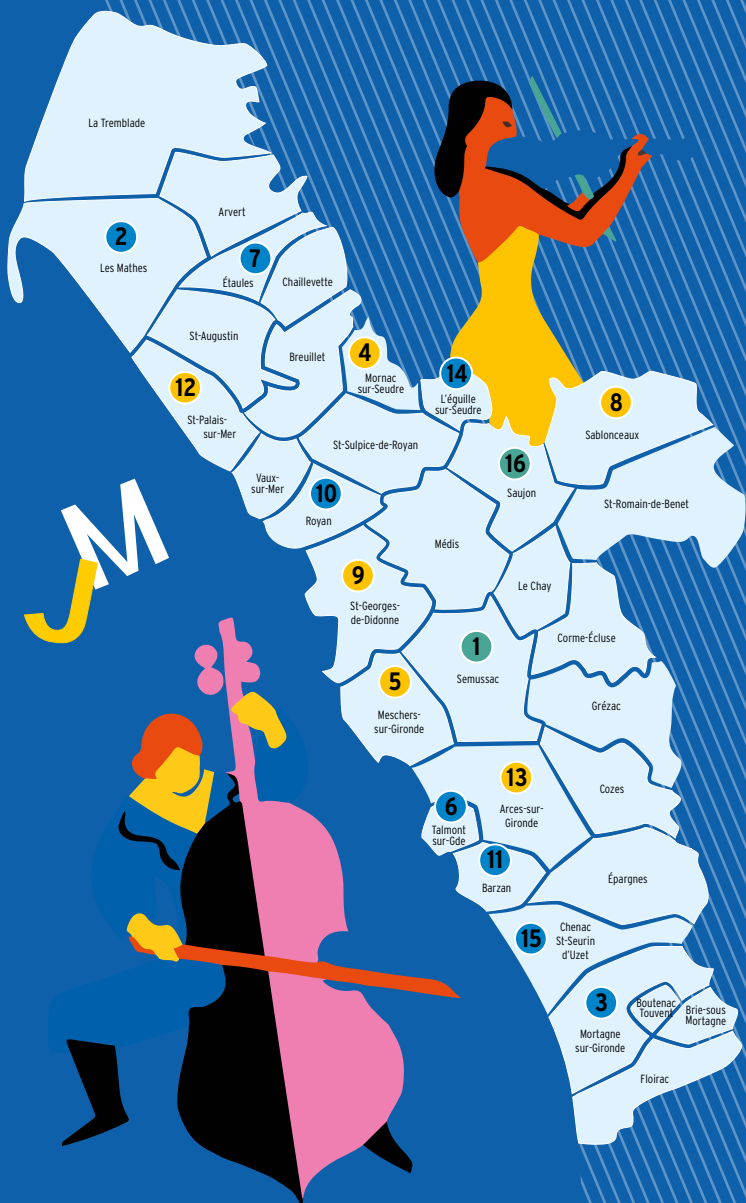 La Tremblade
Arvert
2
Les Mathes
7
Étaules
Chaillevette
St-Augustin
Breuillet
4
Mornac
sur-Seudre
14
L'éguille
sur-Seudre
12
St-Palais-
sur-Mer
8
Sablonceaux
St-Sulpice-de-Royan
16
Saujon
Vaux-
sur-Mer
10
Royan
St-Romain-de-Benet
JM
Médis
9
St-Georges-
de-Didonne
Le Chay
Corme-Écluse
1
Semussac
5
Meschers-
sur-Gironde
Grézac
13
Arces-sur-
Gironde
Cozes
6
Talmont
sur-Gde
11
Barzan
Épargnes
15
Chenac
St-Seurin
d'Uzet
3
Mortagne
sur-Gironde
Boutenac
Touvent
Brie-sous
Mortagne
Floirac